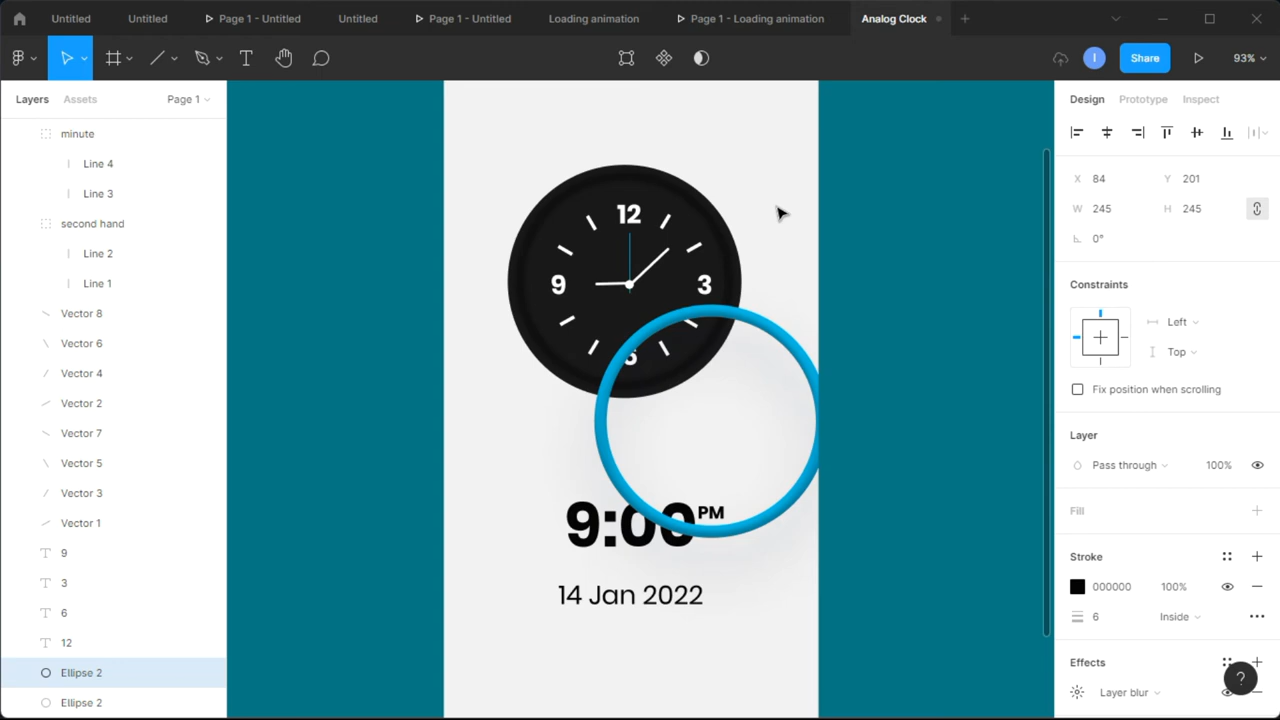 Untitled
Untitled
Page 1 - Untitled
Untitled
Page 1 - Untitled
Loading animation
Page 1 - Loading animation
Analog Clock
T
I
Share
93%
Layers
Assets
Page 1
minute
Line 4
Line 3
second hand
Line 2
Line 1
Vector 8
Vector 6
Vector 4
Vector 2
Vector 7
Vector 5
Vector 3
Vector 1
T 9
T 3
T 6
T 12
Ellipse 2
Ellipse 2
12
9
3
6
9:00 PM
14 Jan 2022
Design
Prototype
Inspect
X 84
Y 201
W 245
H 245
0°
Constraints
Left
Top
Fix position when scrolling
Layer
Pass through
100%
Fill
Stroke
000000
100%
6
Inside
Effects
Layer blur
?